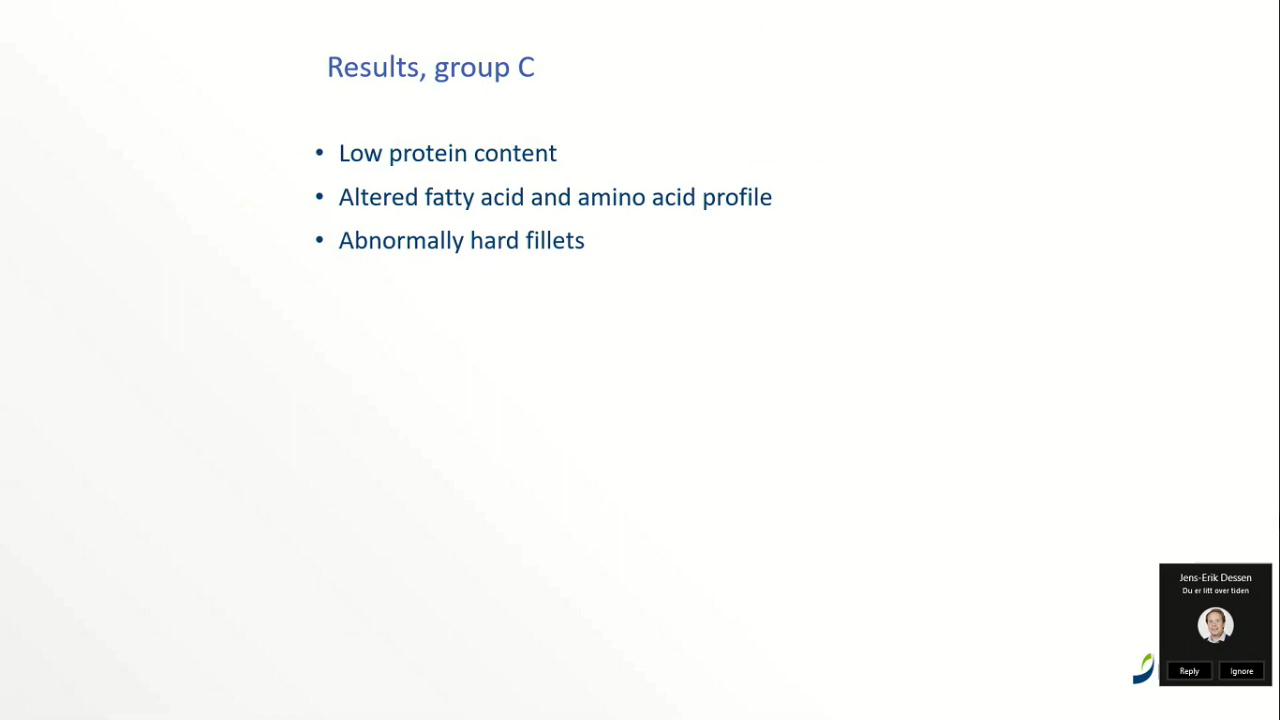 Results, group C
• Low protein content
• Altered fatty acid and amino acid profile
• Abnormally hard fillets
Jens-Erik Dessen
Du er litt over tiden
Reply Ignore